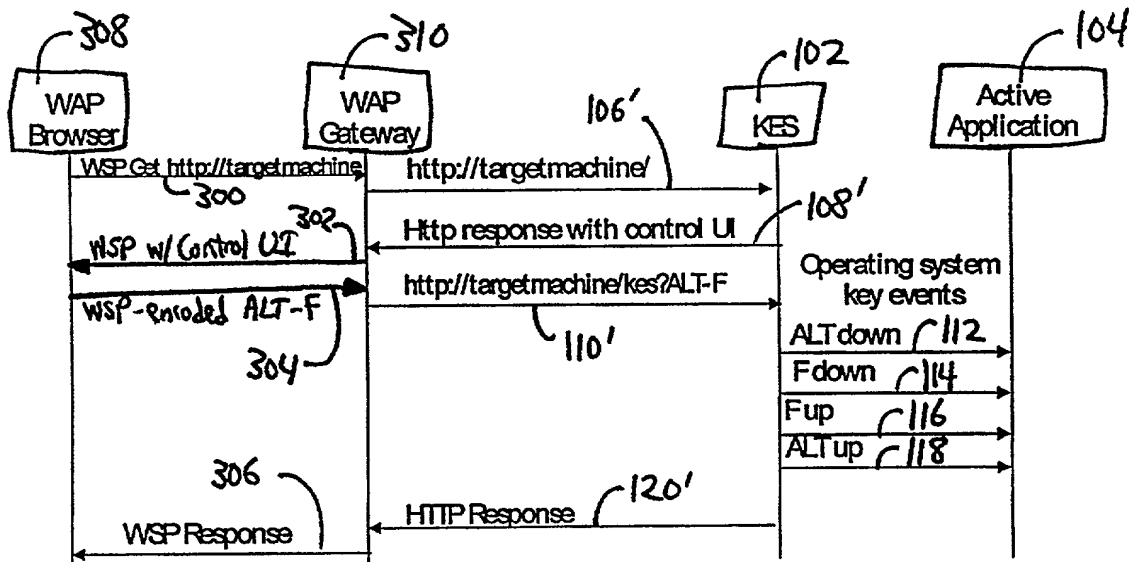 308
310
102
104
WAP
Browser
WAP
Gateway
KES
Active
Application
106'
WSP Get http://targetmachine
300
http://targetmachine/
108'
302
WSP w/Control UI
Http response with control UI
WSP-encoded ALT-F
304
http://targetmachine/kes?ALT-F
110'
Operating system
key events
ALT down 112
F down 114
F up 116
ALT up 118
306
120'
WSP Response
HTTP Response